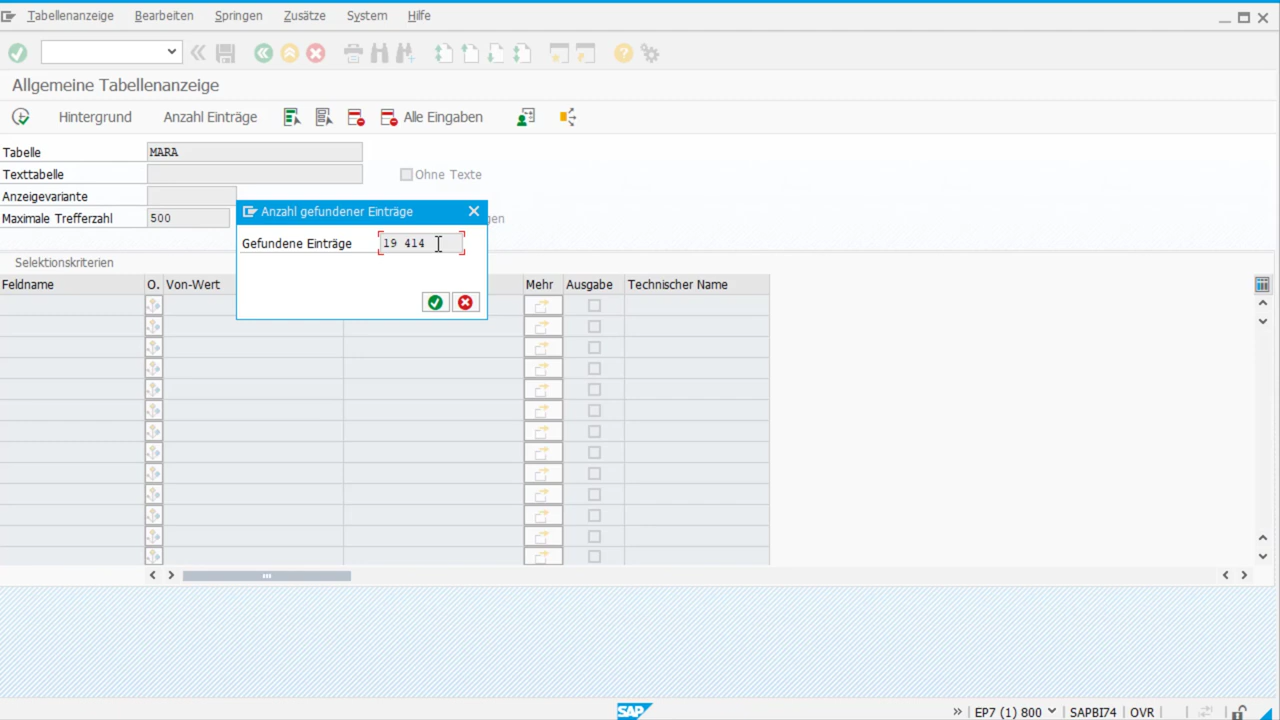 Tabellenanzeige Bearbeiten Springen Zusätze System Hilfe
Allgemeine Tabellenanzeige
Hintergrund Anzahl Einträge Alle Eingaben
Tabelle MARA
Texttabelle Ohne Texte
Anzeigevariante
Maximale Trefferzahl 500
Anzahl gefundener Einträge
Gefundene Einträge 19 414
Selektionskriterien
Feldname O. Von-Wert Mehr Ausgabe Technischer Name
SAP EP7 (1) 800 SAPBI74 OVR